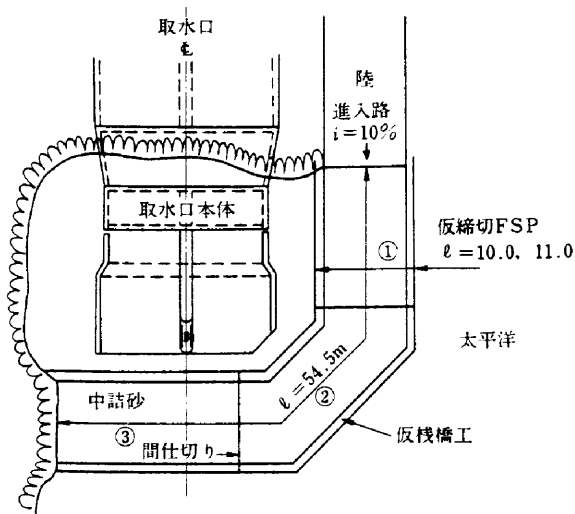 取水口
℄
陸
進入路
i=10%
取水口本体
仮締切FSP
ℓ=10.0、11.0
①
太平洋
ℓ=54.5m
②
中詰砂
③
間仕切り
仮桟橋工